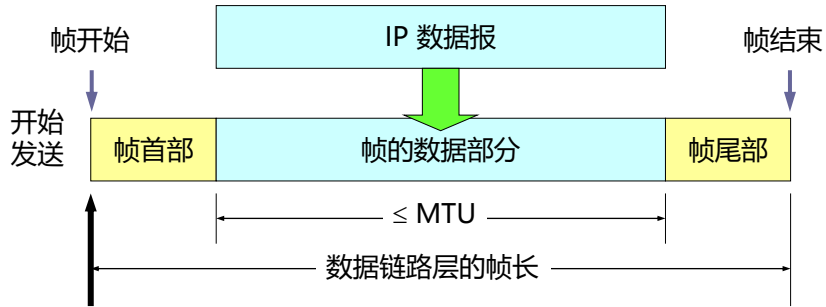 IP 数据报
帧开始
帧结束
开始
发送
帧首部
帧的数据部分
帧尾部
≤ MTU
数据链路层的帧长